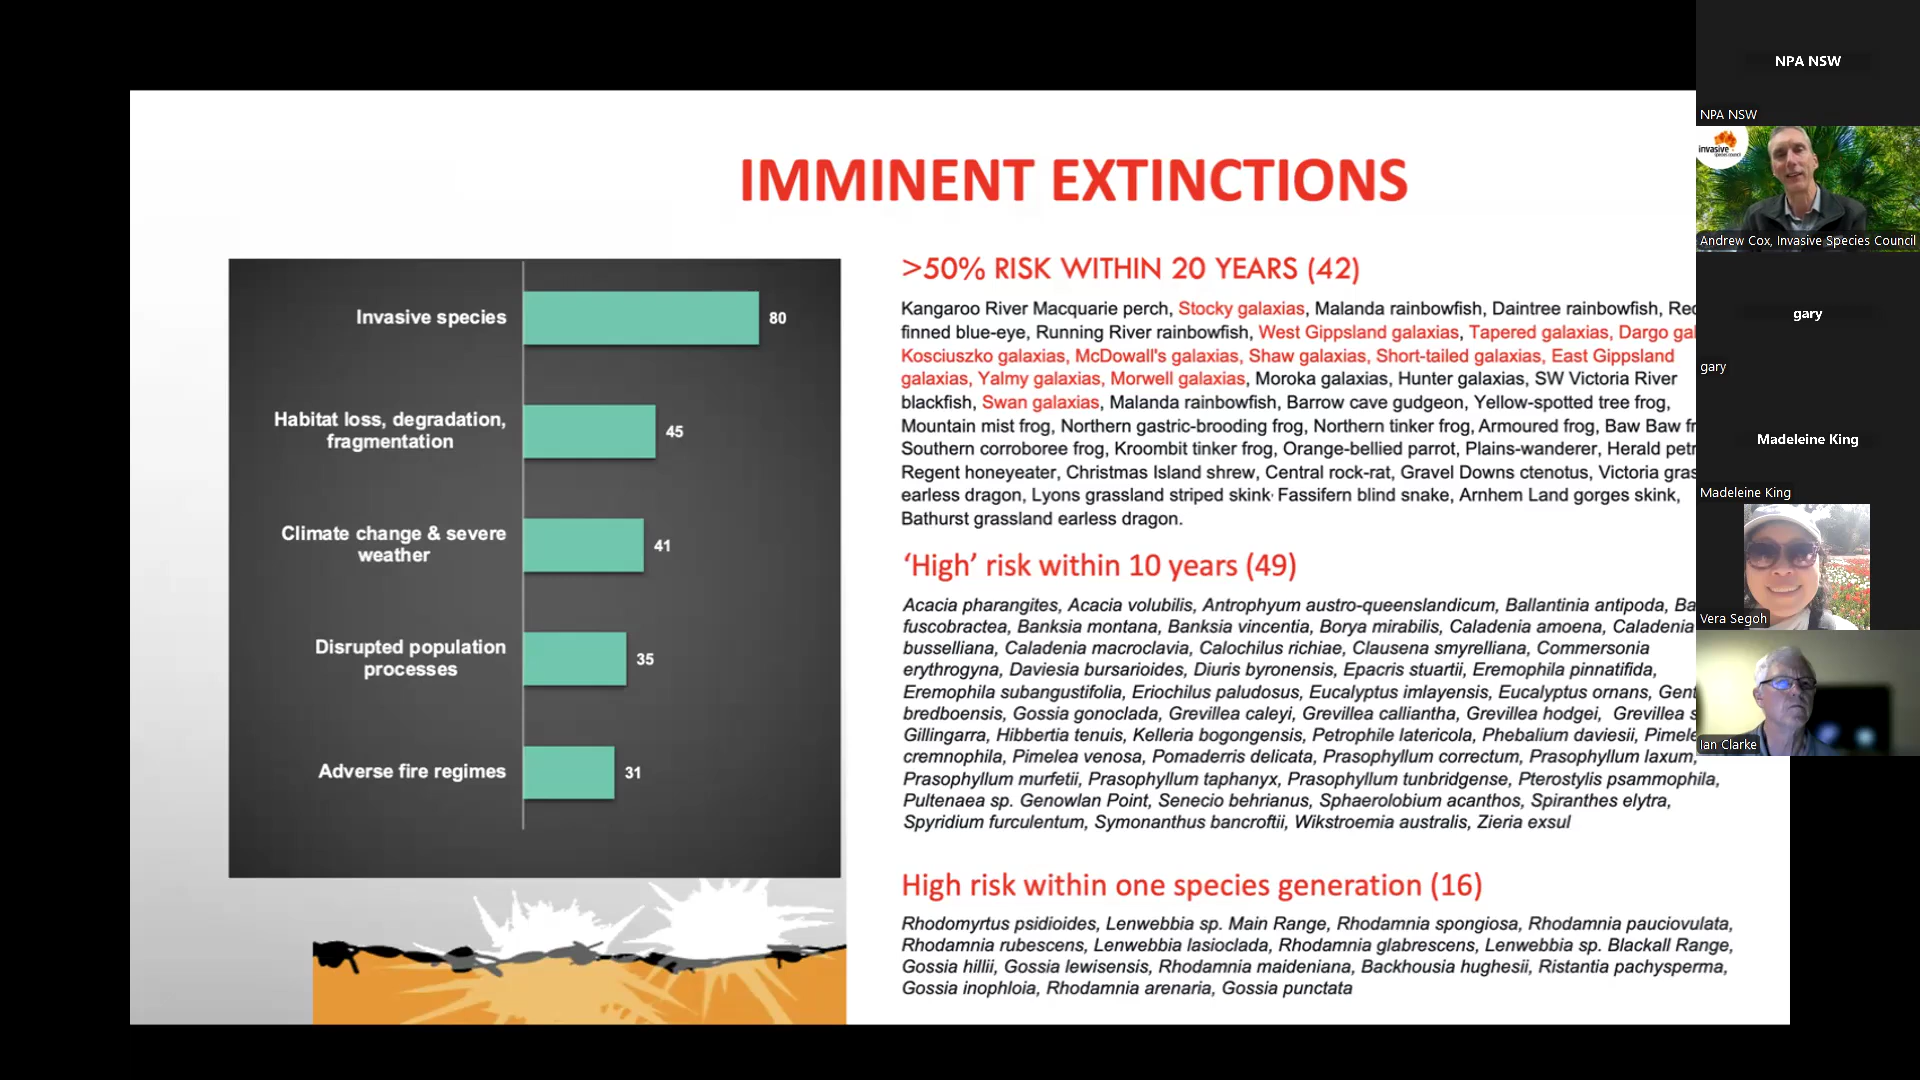 IMMINENT EXTINCTIONS
Invasive species
80
Habitat loss, degradation,
fragmentation
45
Climate change & severe
weather
41
Disrupted population
processes
35
Adverse fire regimes
31
>50% RISK WITHIN 20 YEARS (42)
Kangaroo River Macquarie perch, Stocky galaxias, Malanda rainbowfish, Daintree rainbowfish,
finned blue-eye, Running River rainbowfish, West Gippsland galaxias, Tapered galaxias, Dargo
Kosciuszko galaxias, McDowall's galaxias, Shaw galaxias, Short-tailed galaxias, East Gippsland
galaxias, Yalmy galaxias, Morwell galaxias, Moroka galaxias, Hunter galaxias, SW Victoria River
blackfish, Swan galaxias, Malanda rainbowfish, Barrow cave gudgeon, Yellow-spotted tree frog,
Mountain mist frog, Northern gastric-brooding frog, Northern tinker frog, Armoured frog, Baw Baw
Southern corroboree frog, Kroombit tinker frog, Orange-bellied parrot, Plains-wanderer, Herald
Regent honeyeater, Christmas Island shrew, Central rock-rat, Gravel Downs ctenotus, Victoria
earless dragon, Lyons grassland striped skink, Fassifern blind snake, Arnhem Land gorges skink,
Bathurst grassland earless dragon.
‘High’ risk within 10 years (49)
Acacia pharangites, Acacia volubilis, Antrophyum austro-queenslandicum, Ballantinia antipoda,
fuscobractea, Banksia montana, Banksia vincentia, Borya mirabilis, Caladenia amoena, Caladenia
busselliana, Caladenia macroclavia, Calochilus richiae, Clausena smyrelliana, Commersonia
erythrogyna, Daviesia bursarioides, Diuris byronensis, Epacris stuartii, Eremophila pinnatifida,
Eremophila subangustifolia, Eriochilus paludosus, Eucalyptus imlayensis, Eucalyptus ornans,
bredboensis, Gossia gonoclada, Grevillea caleyi, Grevillea calliantha, Grevillea hodgei, Grevillea
Gillingarra, Hibbertia tenuis, Kelleria bogongensis, Petrophile latericola, Phebalium daviesii,
cremnophila, Pimelea venosa, Pomaderris delicata, Prasophyllum correctum, Prasophyllum laxum,
Prasophyllum murfetii, Prasophyllum taphanyx, Prasophyllum tunbridgense, Pterostylis psammophila,
Pultenaea sp. Genowlan Point, Senecio behrianus, Sphaerolobium acanthos, Spiranthes elytra,
Spyridium furculentum, Symonanthus bancroftii, Wikstroemia australis, Zieria exsul
High risk within one species generation (16)
Rhodomyrtus psidioides, Lenwebbia sp. Main Range, Rhodamnia spongiosa, Rhodamnia pauciovulata,
Rhodamnia rubescens, Lenwebbia lasioclada, Rhodamnia glabrescens, Lenwebbia sp. Blackall Range,
Gossia hillii, Gossia lewisensis, Rhodamnia maideniana, Backhousia hughesii, Ristantia pachysperma,
Gossia inophloia, Rhodamnia arenaria, Gossia punctata
NPA NSW
NPA NSW
invasive
Andrew Cox, Invasive Species Council
gary
gary
Madeleine King
Madeleine King
Vera Segoh
Ian Clarke